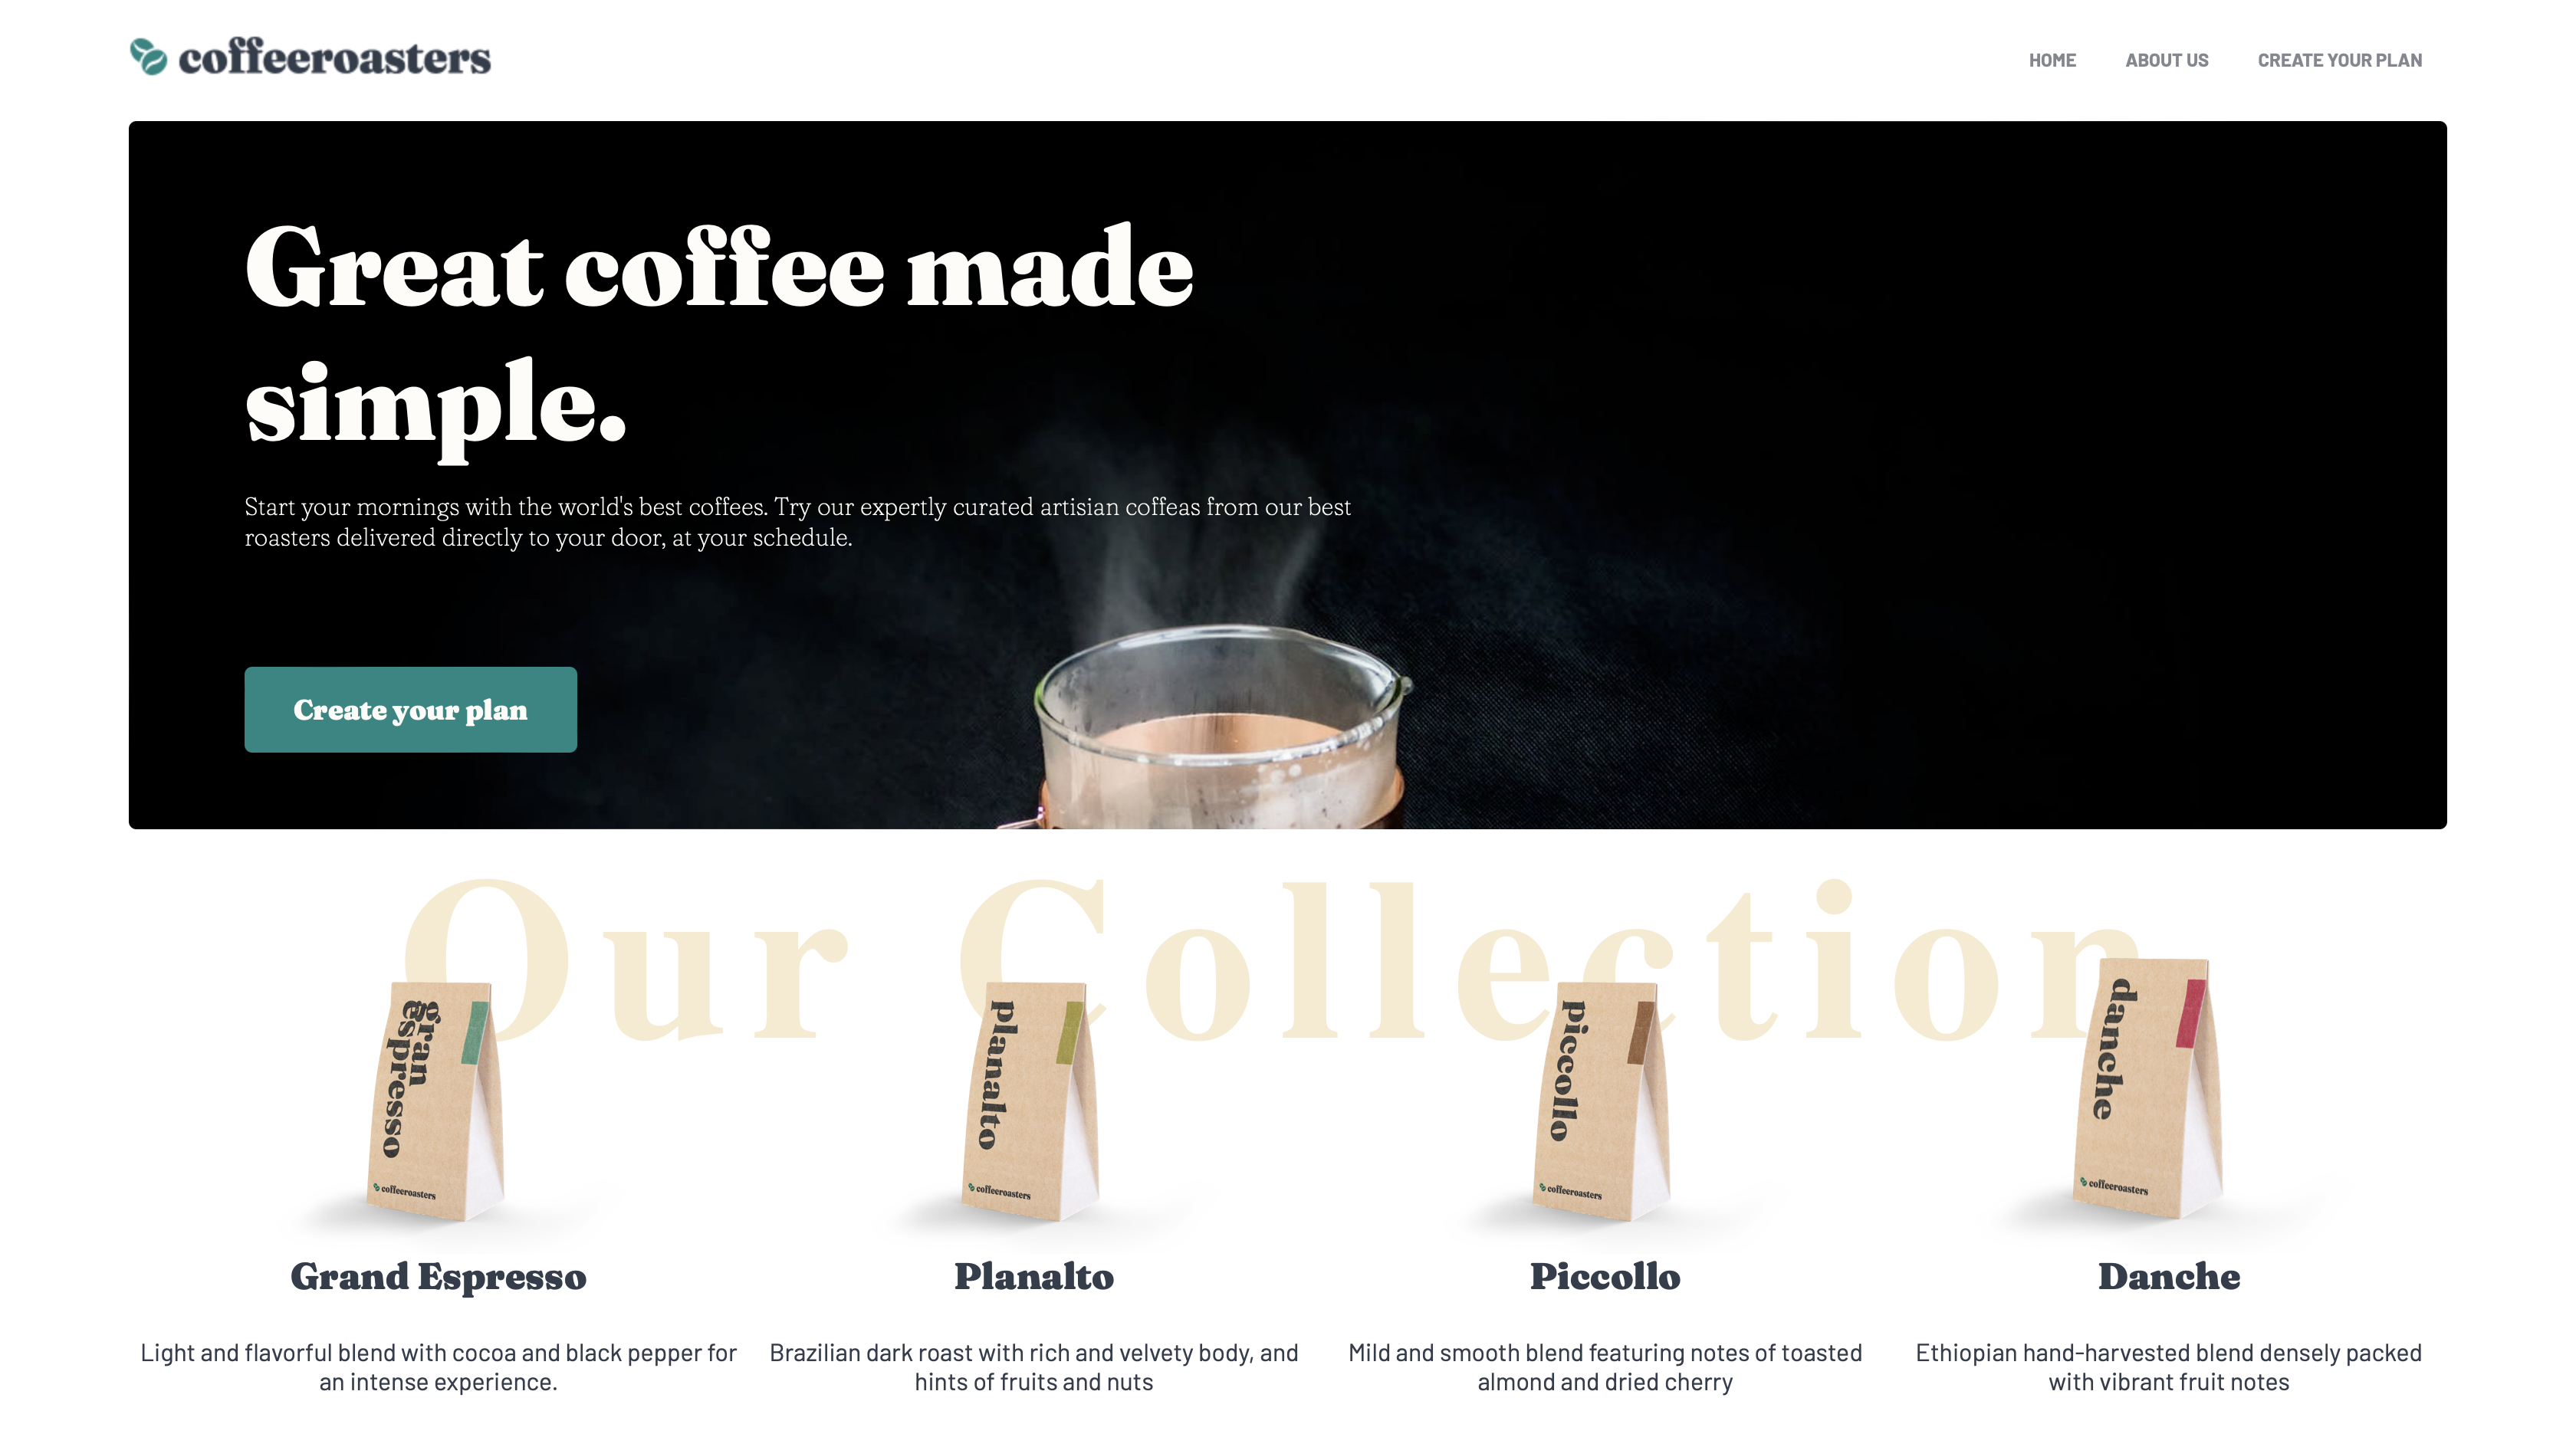 coffeeroasters
HOME ABOUT US CREATE YOUR PLAN
Great coffee made
simple.
Start your mornings with the world's best coffees. Try our expertly curated artisian coffeas from our best
roasters delivered directly to your door, at your schedule.
Create your plan
Our Collection
gran
espresso
coffeeroasters
planalto
coffeeroasters
piccollo
coffeeroasters
danche
coffeeroasters
Grand Espresso
Planalto
Piccollo
Danche
Light and flavorful blend with cocoa and black pepper for
an intense experience.
Brazilian dark roast with rich and velvety body, and
hints of fruits and nuts
Mild and smooth blend featuring notes of toasted
almond and dried cherry
Ethiopian hand-harvested blend densely packed
with vibrant fruit notes